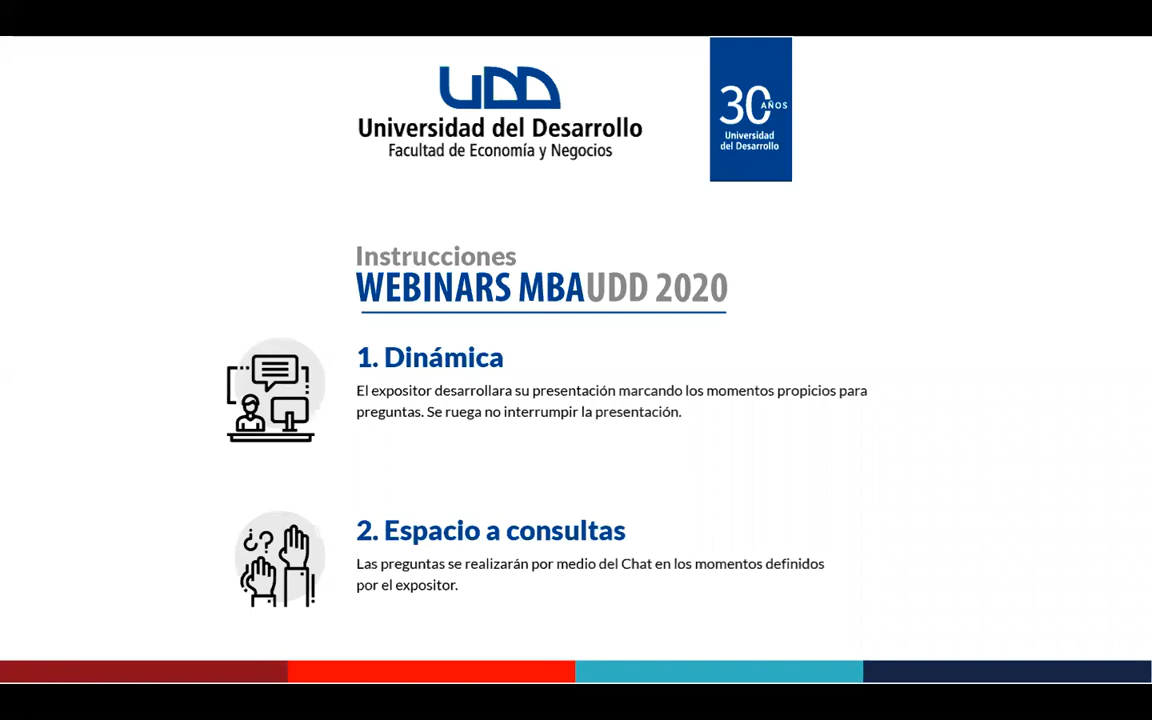 UDD
Universidad del Desarrollo
Facultad de Economía y Negocios
30 AÑOS
Universidad
del Desarrollo
Instrucciones
WEBINARS MBAUDD 2020
1. Dinámica
El expositor desarrollara su presentación marcando los momentos propicios para
preguntas. Se ruega no interrumpir la presentación.
¿?
2. Espacio a consultas
Las preguntas se realizarán por medio del Chat en los momentos definidos
por el expositor.